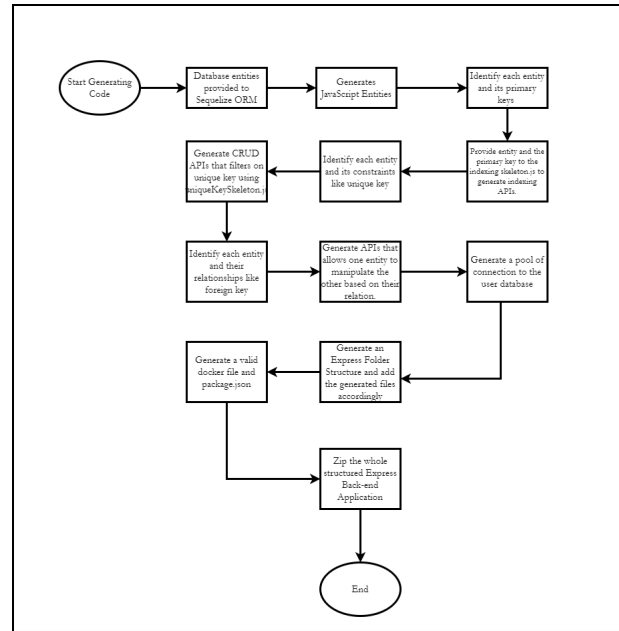 Start Generating
Code
Database entities
provided to
Sequelize ORM
Generates
JavaScript Entities
Identify each entity
and its primary
keys
Provide entity and the
primary key to the
indexing skeleton.js to
generate indexing
APIs.
Identify each entity
and its constraints
like unique key
Generate CRUD
APIs that filters on
unique key using
uniqueKeySkeleton.js
Identify each entity
and their
relationships like
foreign key
Generate APIs that
allows one entity to
manipulate the
other based on their
relation.
Generate a pool of
connection to the
user database
Generate an
Express Folder
Structure and add
the generated files
accordingly
Generate a valid
docker file and
package.json
Zip the whole
structured Express
Back-end
Application
End